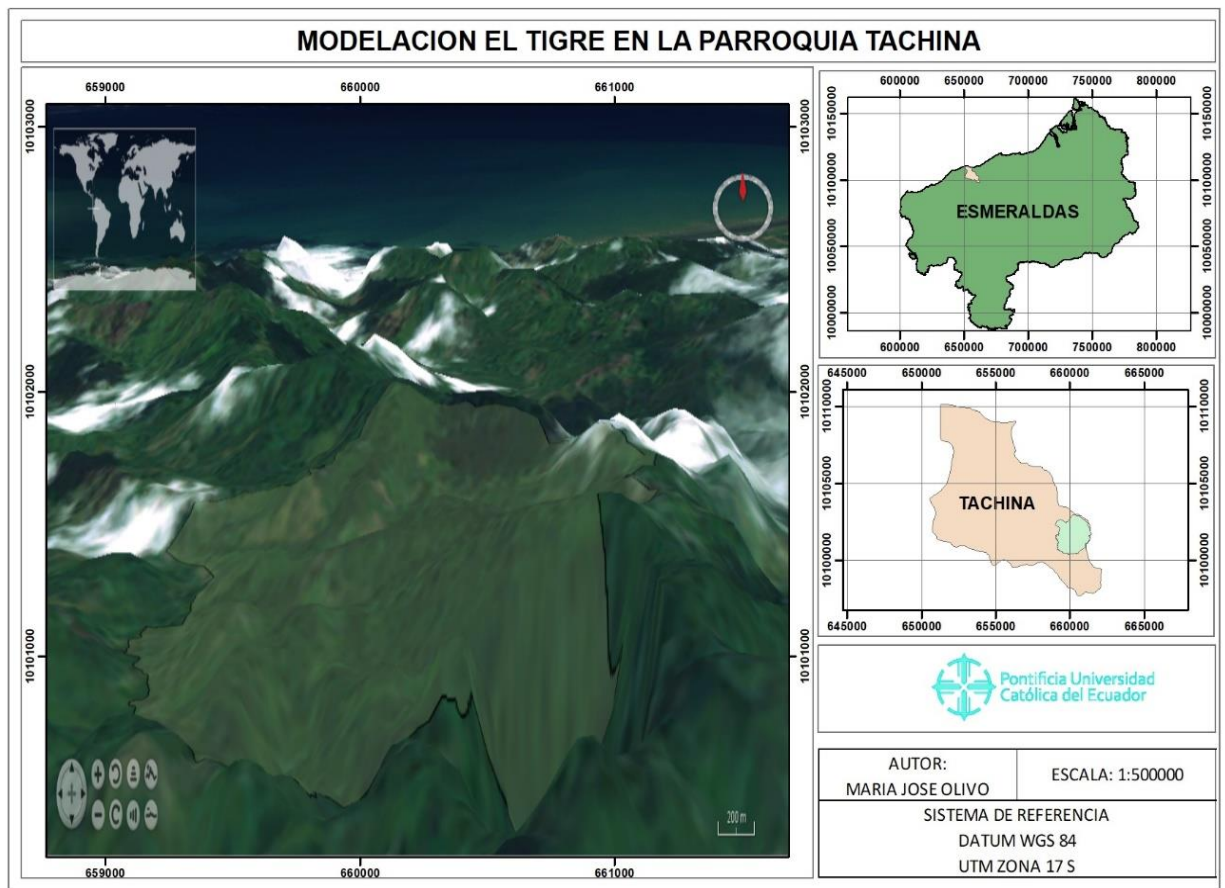 MODELACION EL TIGRE EN LA PARROQUIA TACHINA
659000 660000 661000
10103000 10103000
10102000 10102000
10101000 10101000
200 m
659000 660000 661000
600000 650000 700000 750000 800000
10150000 10150000
10100000 10100000
ESMERALDAS
10050000 10050000
10000000 10000000
600000 650000 700000 750000 800000
645000 650000 655000 660000 665000
10110000 10110000
10105000 10105000
TACHINA
10100000 10100000
645000 650000 655000 660000 665000
Pontificia Universidad
Católica del Ecuador
AUTOR:
MARIA JOSE OLIVO
ESCALA: 1:500000
SISTEMA DE REFERENCIA
DATUM WGS 84
UTM ZONA 17 S